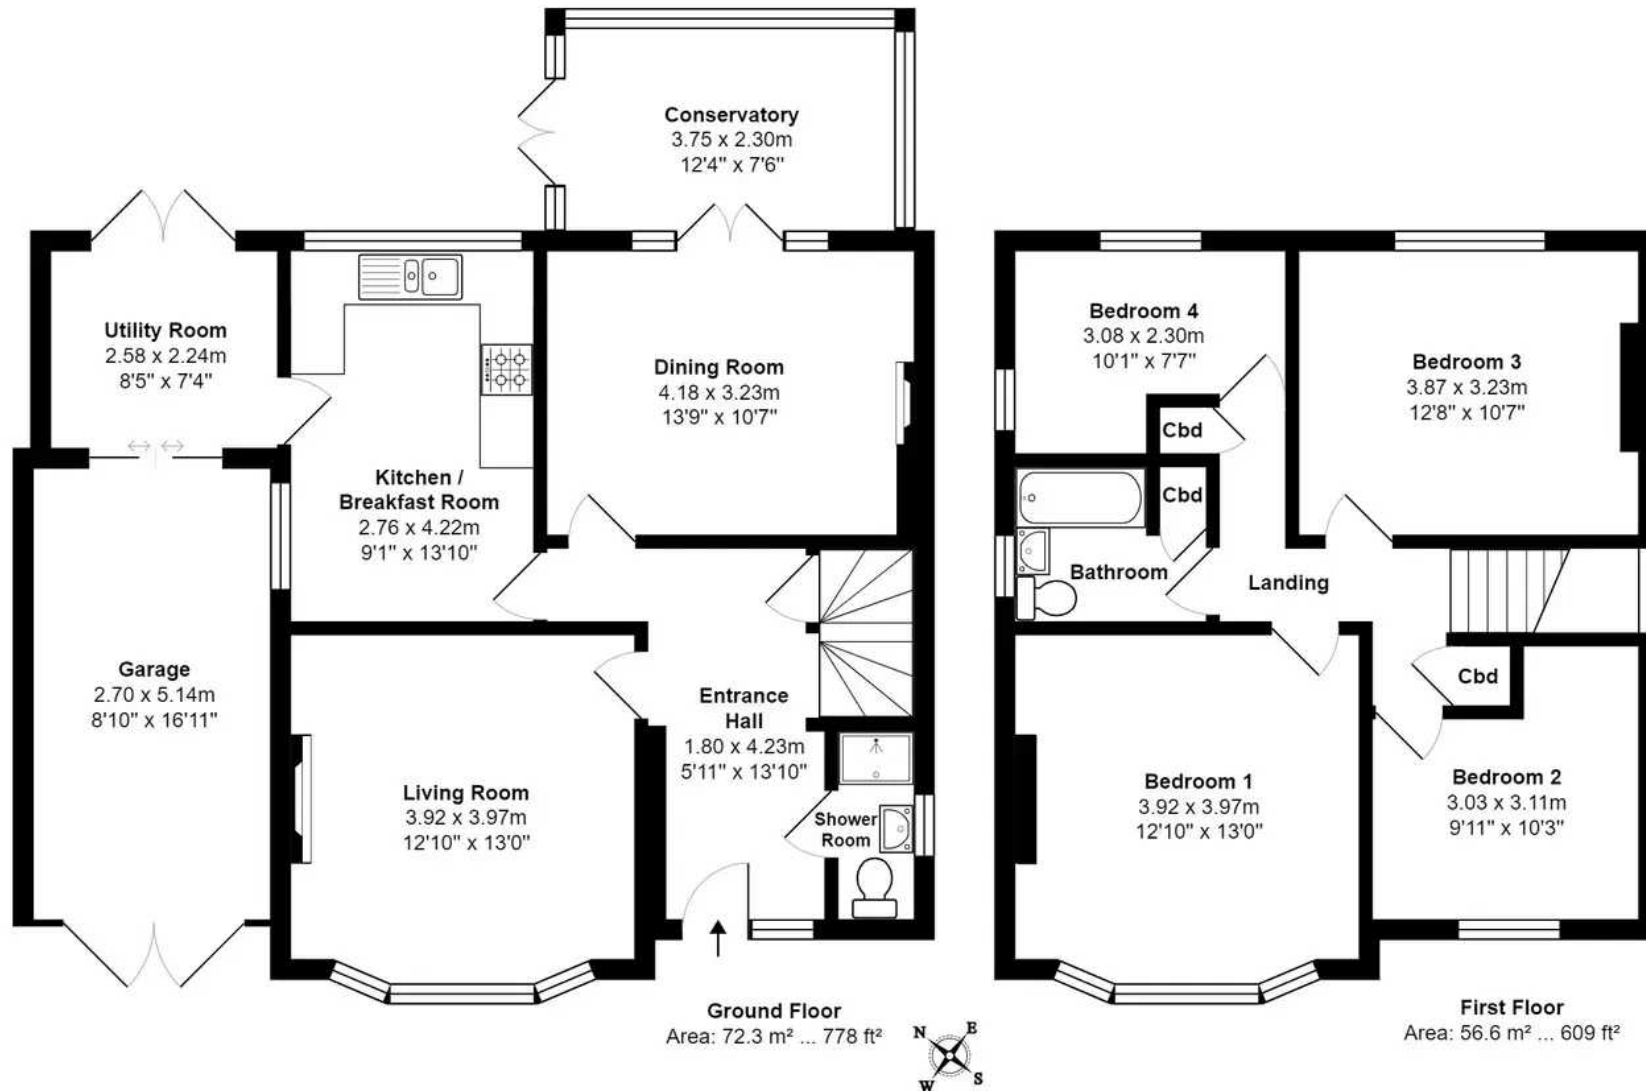 Conservatory
3.75 x 2.30m
12'4" x 7'6"
Utility Room
2.58 x 2.24m
8'5" x 7'4"
Dining Room
4.18 x 3.23m
13'9" x 10'7"
Kitchen /
Breakfast Room
2.76 x 4.22m
9'1" x 13'10"
Garage
2.70 x 5.14m
8'10" x 16'11"
Entrance
Hall
1.80 x 4.23m
5'11" x 13'10"
Living Room
3.92 x 3.97m
12'10" x 13'0"
Shower
Room
Ground Floor
Area: 72.3 m² ... 778 ft²
N
E
W
S
Bedroom 4
3.08 x 2.30m
10'1" x 7'7"
Bedroom 3
3.87 x 3.23m
12'8" x 10'7"
Cbd
Cbd
Bathroom
Landing
Cbd
Bedroom 1
3.92 x 3.97m
12'10" x 13'0"
Bedroom 2
3.03 x 3.11m
9'11" x 10'3"
First Floor
Area: 56.6 m² ... 609 ft²